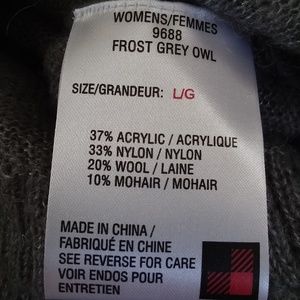 WOMENS/FEMMES
9688
FROST GREY OWL
SIZE/GRANDEUR: L/G
37% ACRYLIC / ACRYLIQUE
33% NYLON / NYLON
20% WOOL / LAINE
10% MOHAIR / MOHAIR
MADE IN CHINA /
FABRIQUÉ EN CHINE
SEE REVERSE FOR CARE
VOIR ENDOS POUR
ENTRETIEN